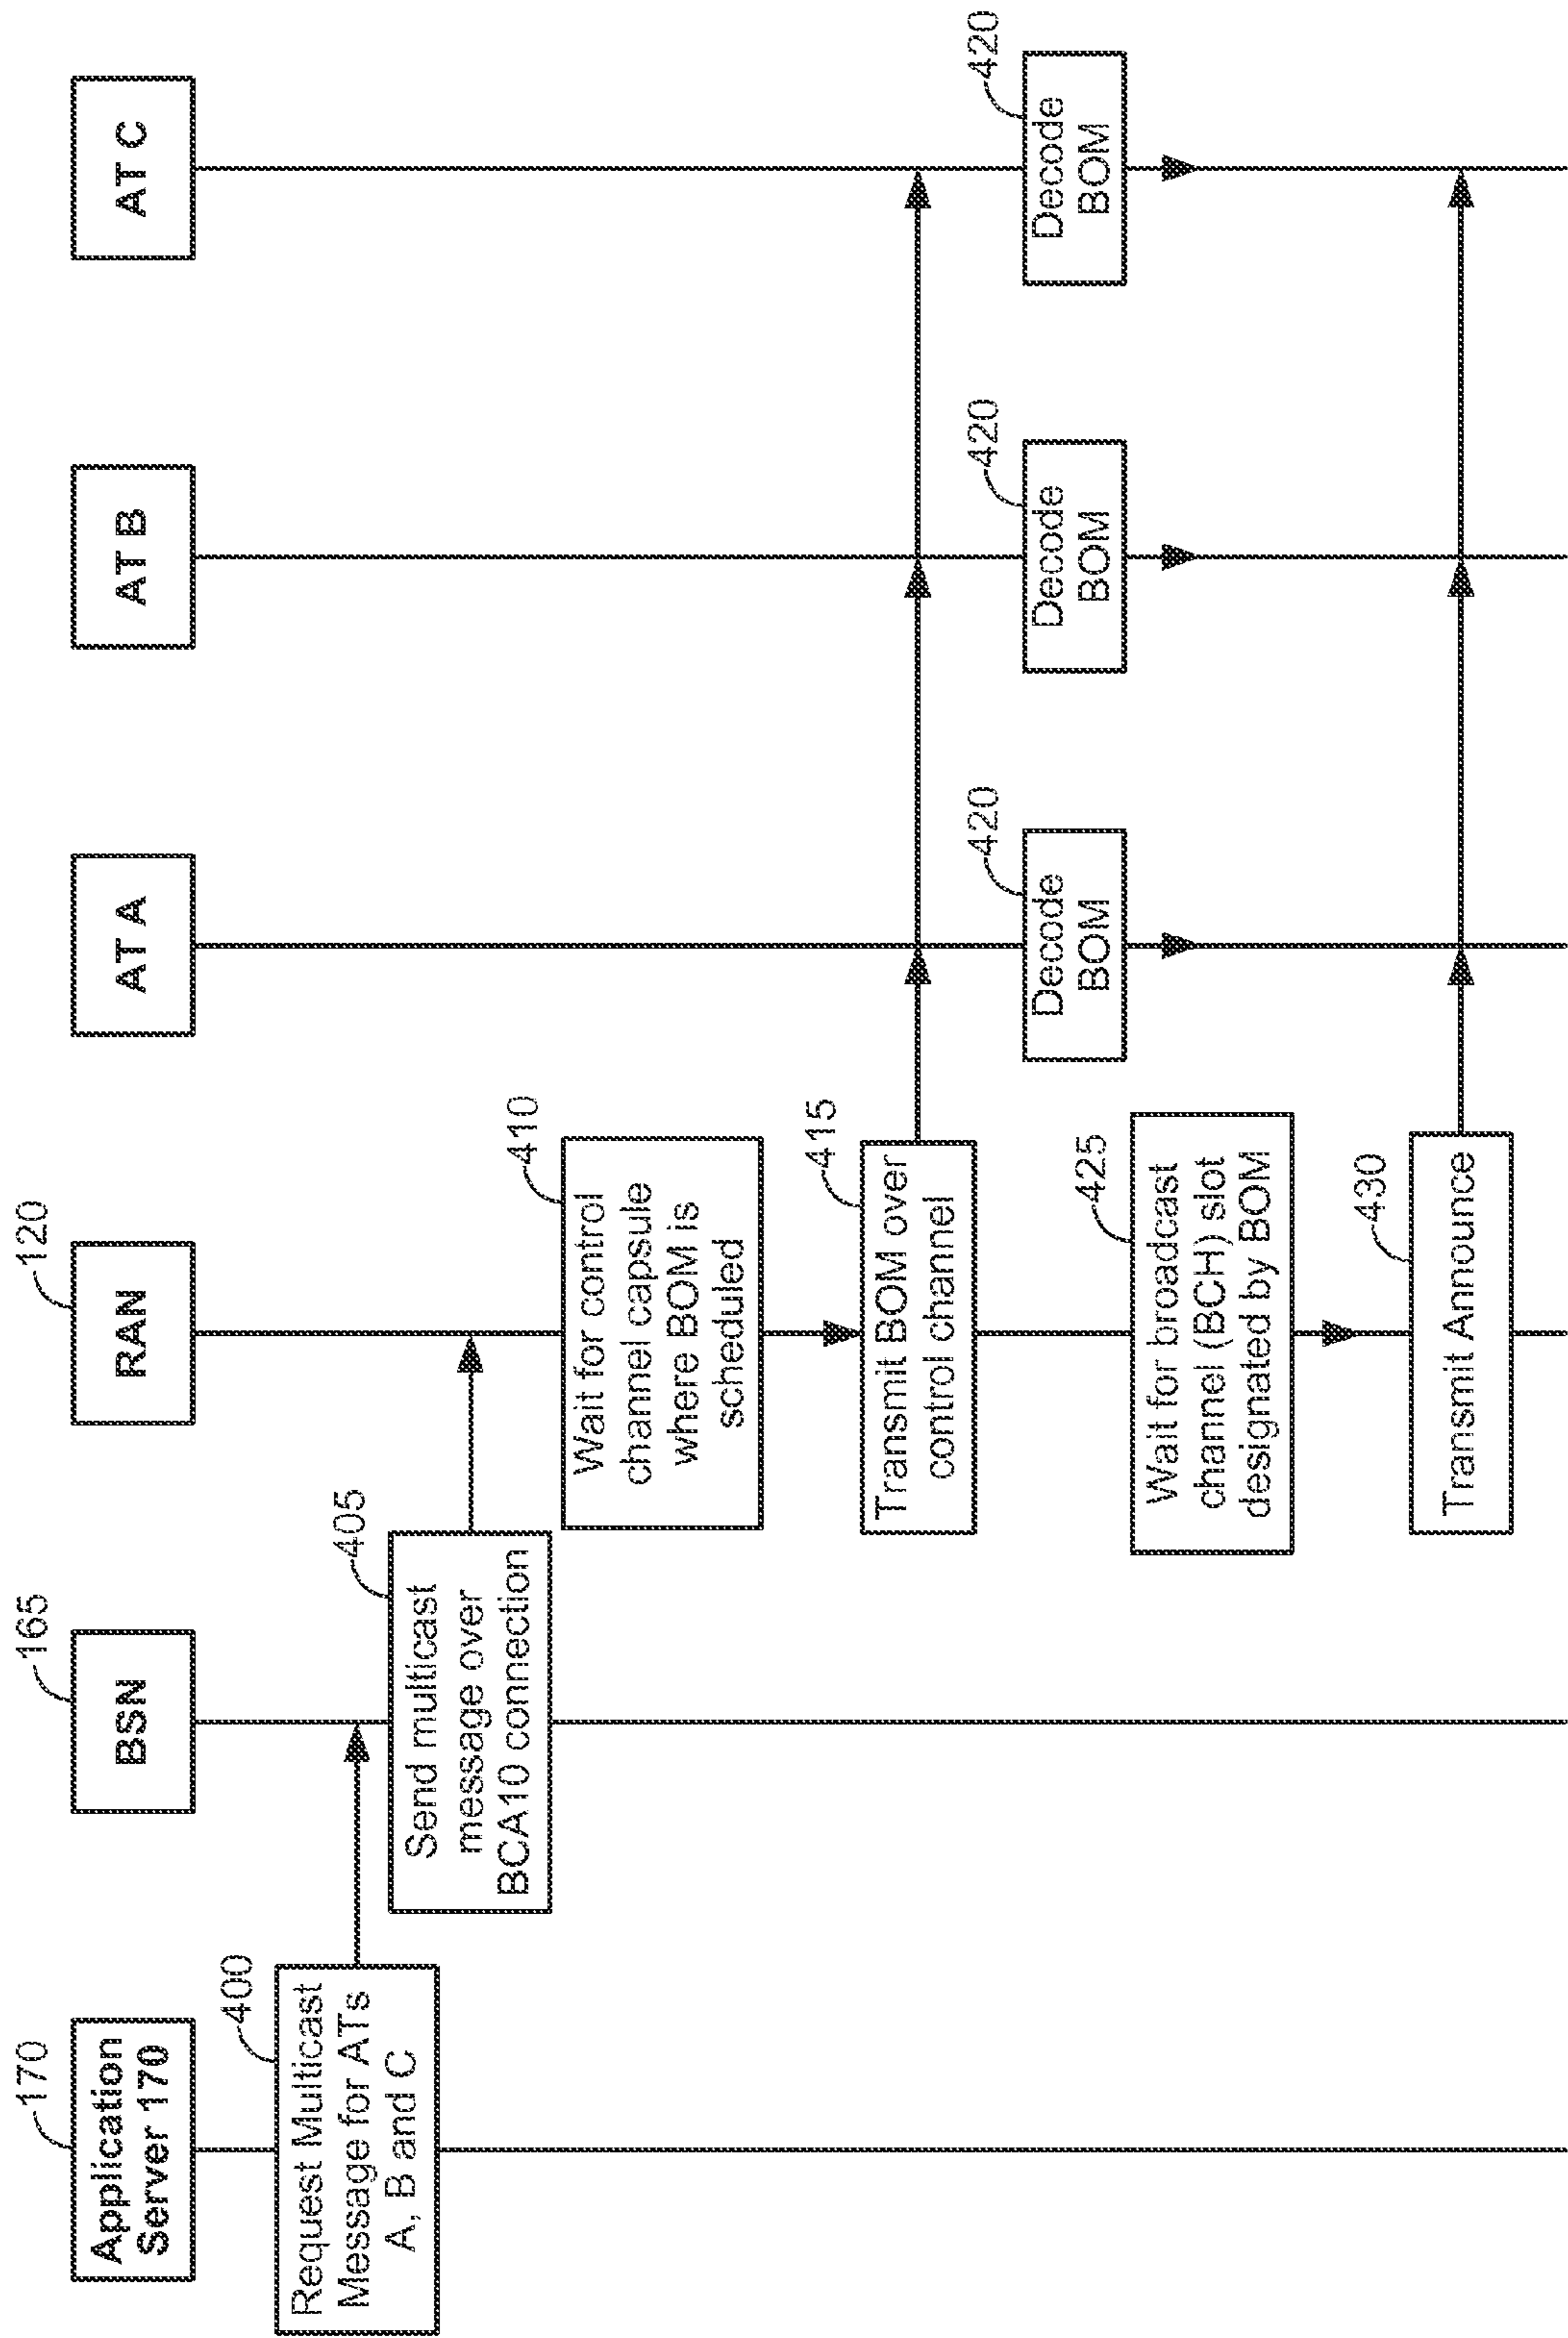 170
Application
Server 170
165
BSN
120
RAN
AT A
AT B
AT C
400
Request Multicast
Message for ATs
A, B and C
405
Send multicast
message over
BCA10 connection
410
Wait for control
channel capsule
where BOM is
scheduled
415
Transmit BOM over
control channel
420
Decode
BOM
420
Decode
BOM
420
Decode
BOM
425
Wait for broadcast
channel (BCH) slot
designated by BOM
430
Transmit Announce